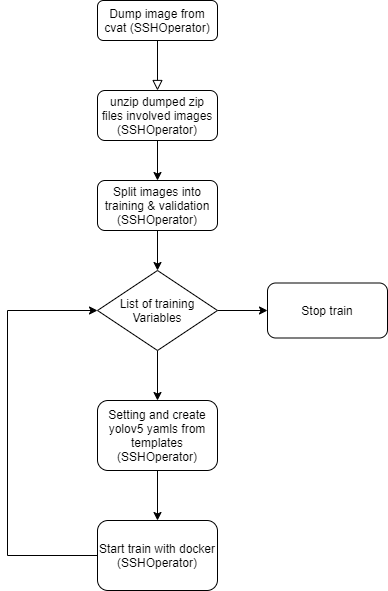 Dump image from
cvat (SSHOperator)
unzip dumped zip
files involved images
(SSHOperator)
Split images into
training & validation
(SSHOperator)
List of training
Variables
Stop train
Setting and create
yolov5 yamls from
templates
(SSHOperator)
Start train with docker
(SSHOperator)